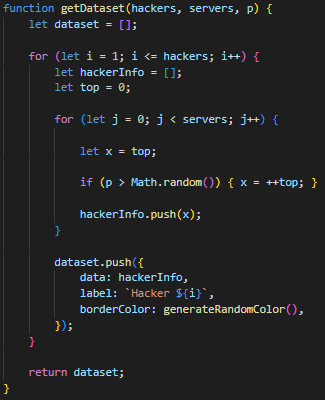 function getDataset(hackers, servers, p) {
    let dataset = [];

    for (let i = 1; i <= hackers; i++) {
        let hackerInfo = [];
        let top = 0;

        for (let j = 0; j < servers; j++) {

            let x = top;

            if (p > Math.random()) { x = ++top; }

            hackerInfo.push(x);
        }

        dataset.push({
            data: hackerInfo,
            label: `Hacker ${i}`,
            borderColor: generateRandomColor(),
        });
    }

    return dataset;
}